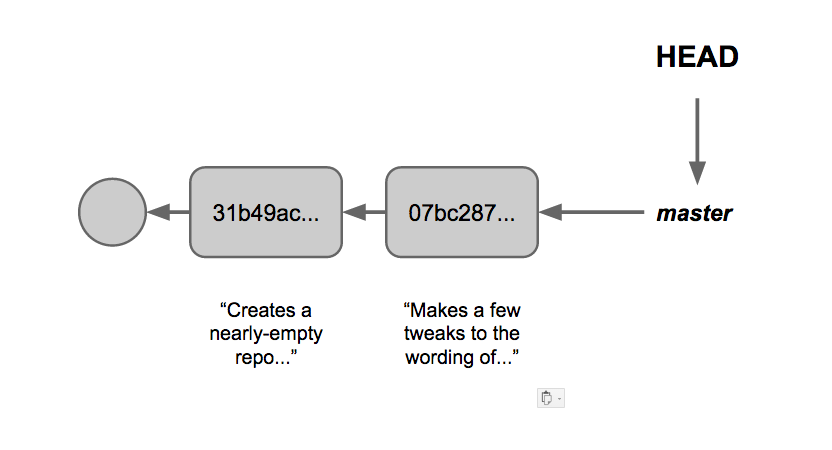 HEAD
31b49ac...
07bc287...
master
“Creates a
nearly-empty
repo...”
“Makes a few
tweaks to the
wording of...”